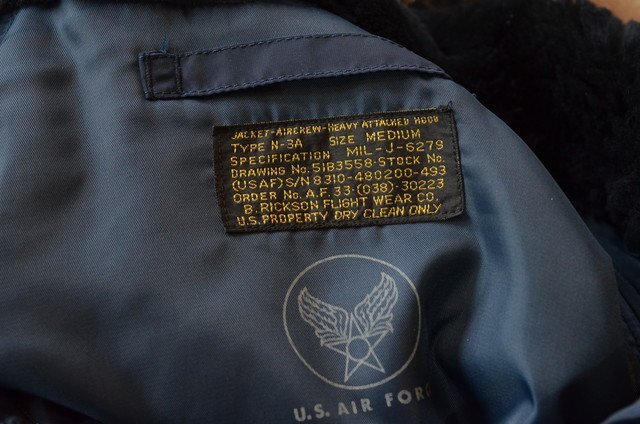 JACKET-AIRCREW-HEAVY ATTACHED HOOD
TYPE N-3A SIZE MEDIUM
SPECIFICATION MIL-J-6279
DRAWING No. 51B3558-STOCK No.
(USAF) S/N 8310-480200-493
ORDER No. A.F. 33-(038)-30223
B. RICKSON FLIGHT WEAR CO.
U.S. PROPERTY DRY CLEAN ONLY
U.S. AIR FORC